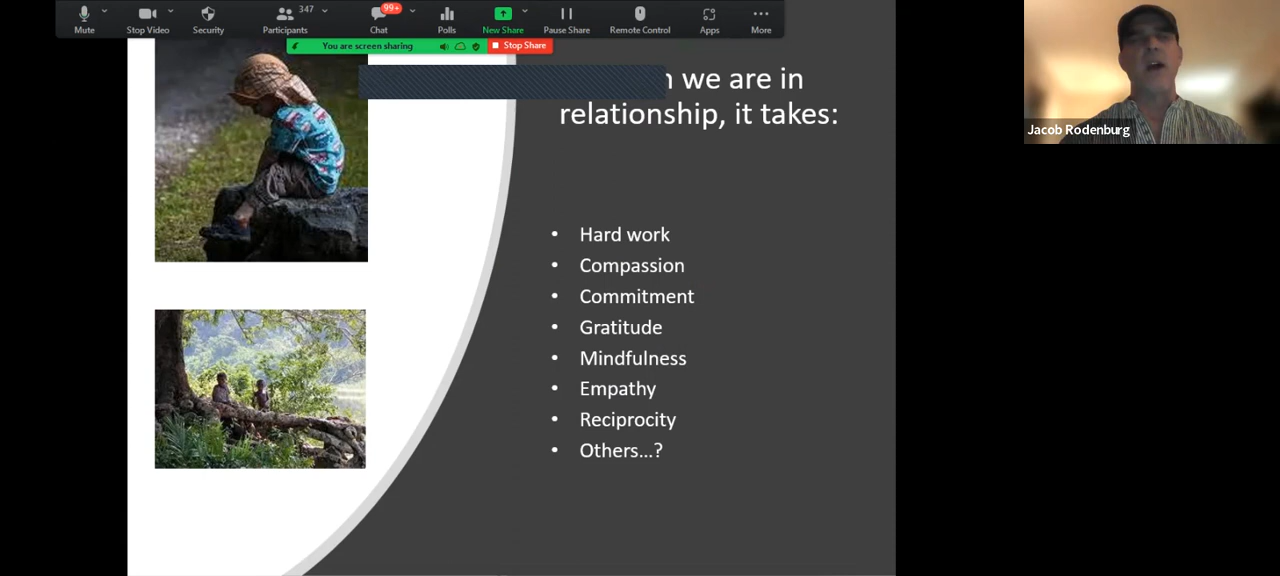 347
99+
Mute
Stop Video
Security
Participants
Chat
Polls
New Share
Pause Share
Remote Control
Apps
More
You are screen sharing
Stop Share
we are in
relationship, it takes:
• Hard work
• Compassion
• Commitment
• Gratitude
• Mindfulness
• Empathy
• Reciprocity
• Others...?
Jacob Rodenburg